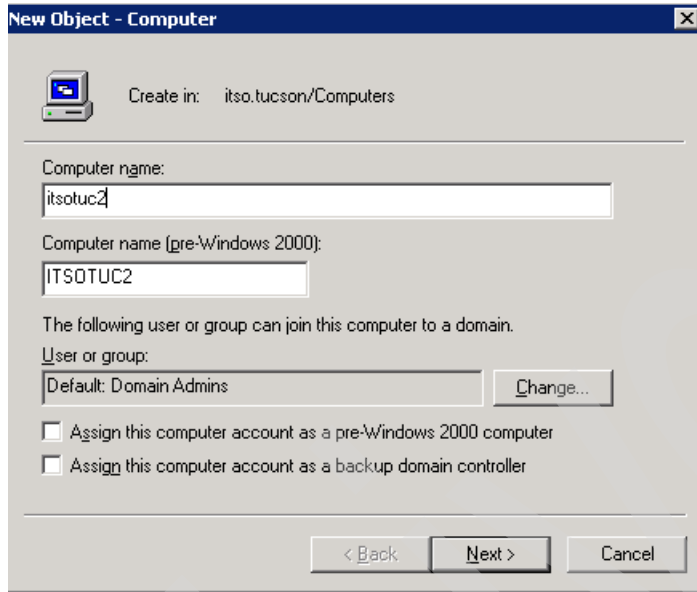 New Object - Computer
Create in: itso.tucson/Computers
Computer name:
itsotuc2
Computer name (pre-Windows 2000):
ITSOTUC2
The following user or group can join this computer to a domain.
User or group:
Default: Domain Admins
Change...
Assign this computer account as a pre-Windows 2000 computer
Assign this computer account as a backup domain controller
< Back Next > Cancel